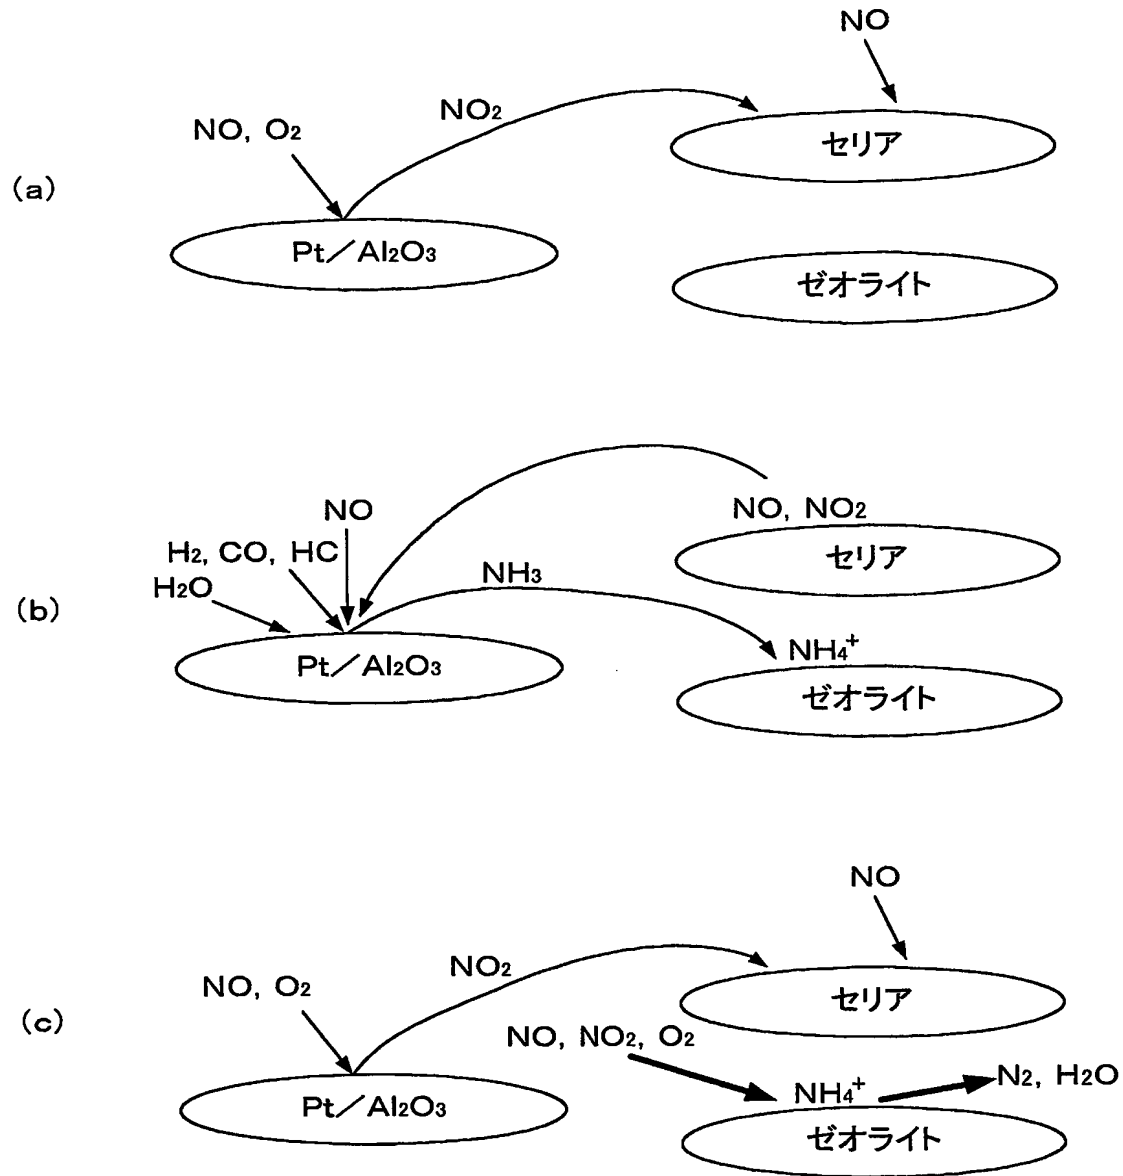 (a)
NO, O2
NO2
NO
セリア
Pt／Al2O3
ゼオライト
(b)
H2O
H2, CO, HC
NO
NH3
NO, NO2
セリア
Pt／Al2O3
NH4+
ゼオライト
(c)
NO, O2
NO2
NO
セリア
NO, NO2, O2
Pt／Al2O3
NH4+
N2, H2O
ゼオライト